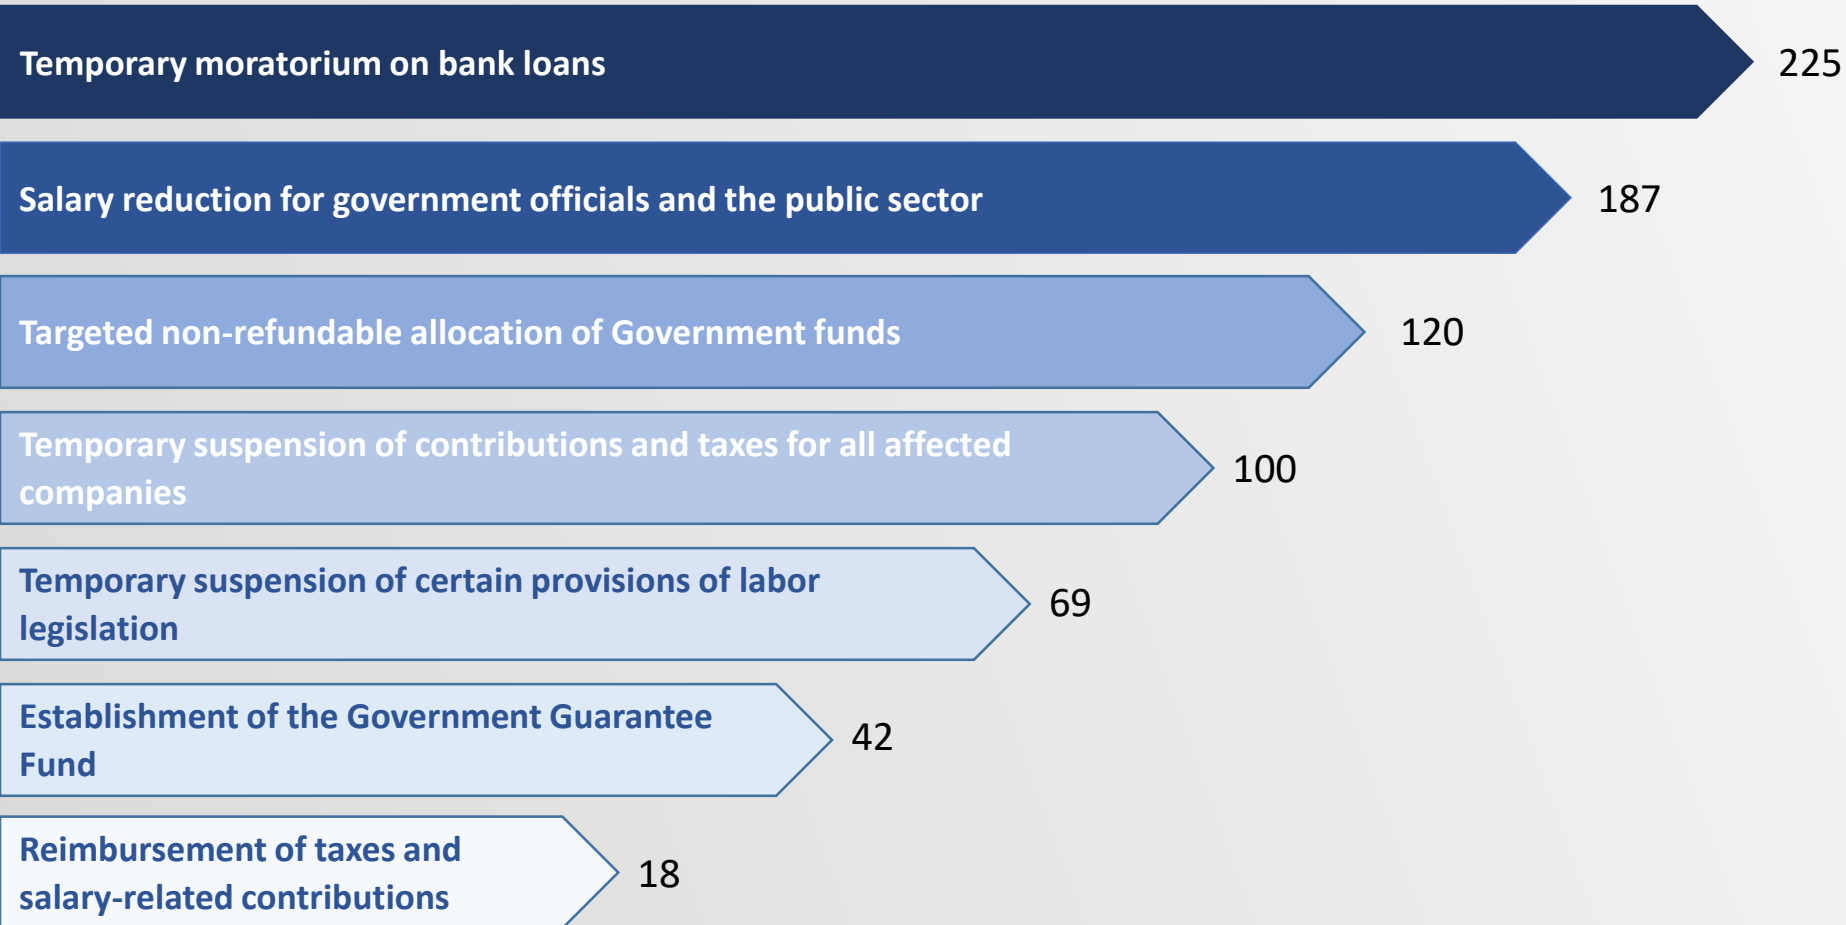 Temporary moratorium on bank loans
225
Salary reduction for government officials and the public sector
187
Targeted non-refundable allocation of Government funds
120
Temporary suspension of contributions and taxes for all affected
companies
100
Temporary suspension of certain provisions of labor
legislation
69
Establishment of the Government Guarantee
Fund
42
Reimbursement of taxes and
salary-related contributions
18